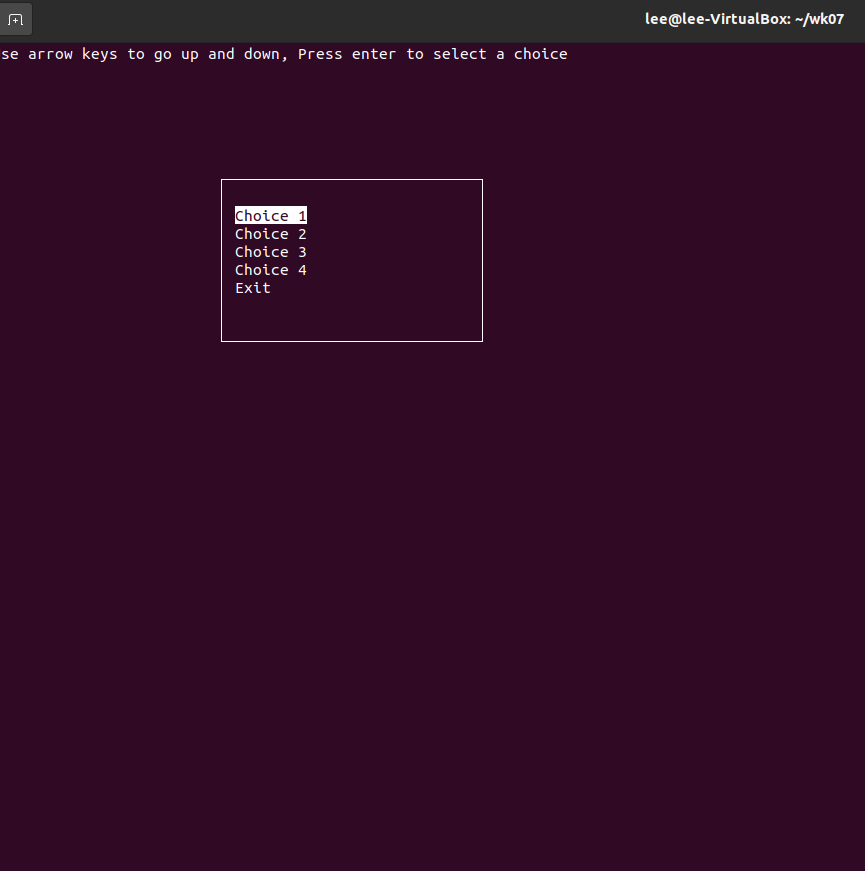 lee@lee-VirtualBox: ~/wk07
se arrow keys to go up and down, Press enter to select a choice
Choice 1
Choice 2
Choice 3
Choice 4
Exit